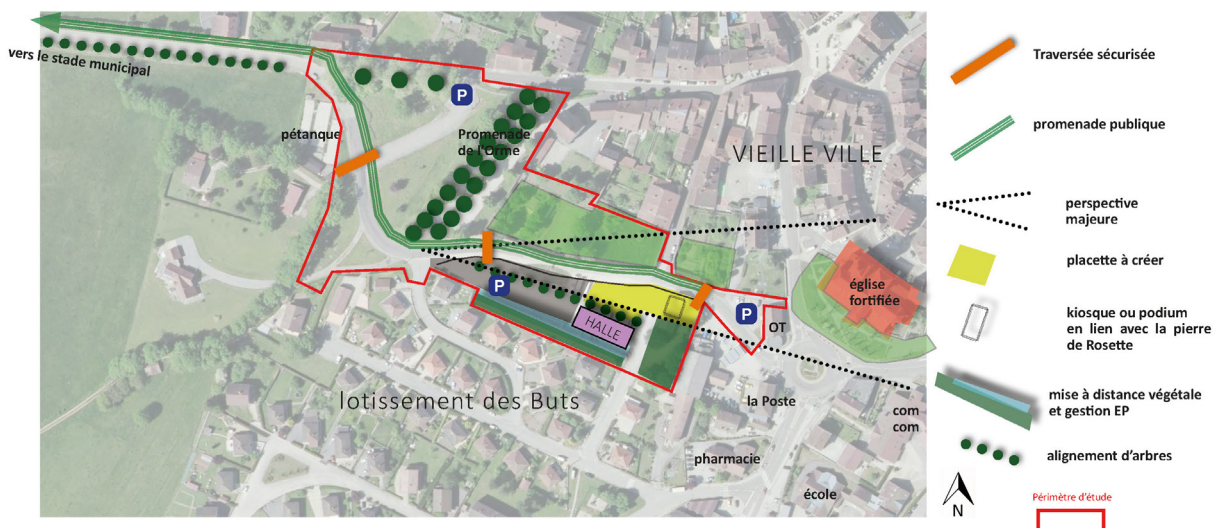 vers le stade municipal
pétanque
P
Promenade
de l'Orme
VIEILLE VILLE
P
HALLE
P
OT
église
fortifiée
lotissement des Buts
la Poste
com
com
pharmacie
école
Traversée sécurisée
promenade publique
perspective
majeure
placette à créer
kiosque ou podium
en lien avec la pierre
de Rosette
mise à distance végétale
et gestion EP
alignement d'arbres
N
Périmètre d'étude